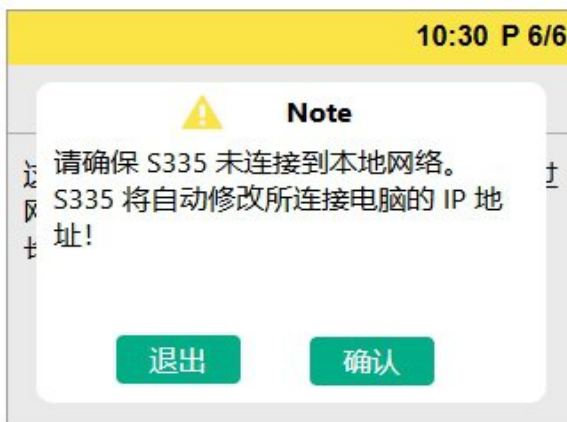 10:30 P 6/6
Note
请确保 S335 未连接到本地网络。
S335 将自动修改所连接电脑的 IP 地
址！
退出
确认